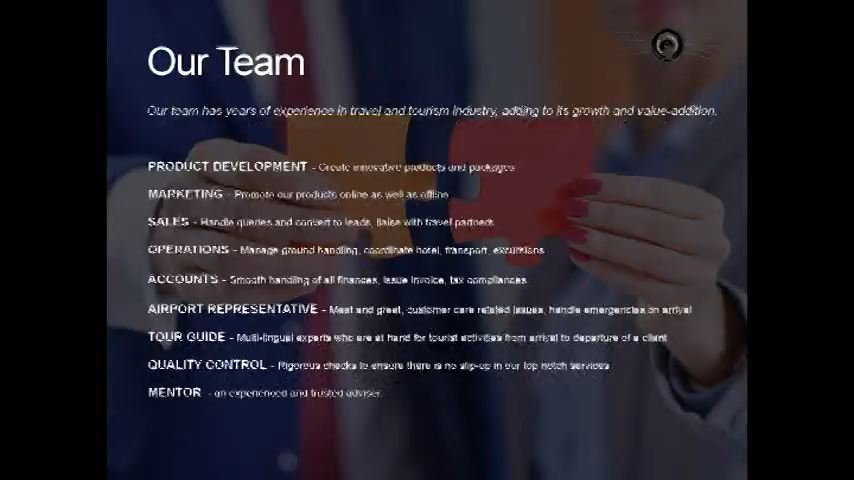 Our Team
Our team has years of experience in travel and tourism industry, adding to its growth and value-addition.
PRODUCT DEVELOPMENT - Create innovative products and packages
MARKETING - Promote our products online as well as offline
SALES - Handle queries and convert to leads, liaise with travel partners
OPERATIONS - Manage ground handling, coordinate hotel, transport, excursions
ACCOUNTS - Smooth handling of all finances, issue invoice, tax compliances
AIRPORT REPRESENTATIVE - Meet and greet, customer care related issues, handle emergencies on arrival
TOUR GUIDE - Multi-lingual experts who are at hand for tourist activities from arrival to departure of a client
QUALITY CONTROL - Rigorous checks to ensure there is no slip-up in our top notch services
MENTOR - an experienced and trusted adviser.